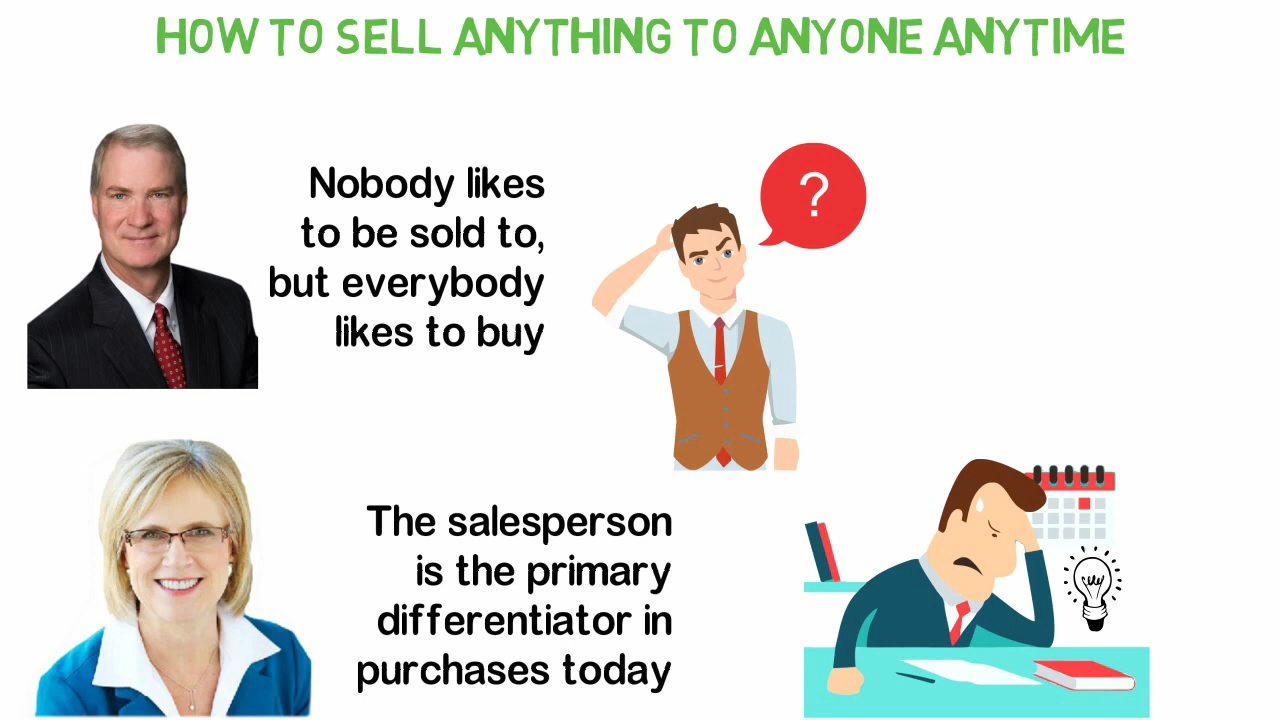 HOW TO SELL ANYTHING TO ANYONE ANYTIME
Nobody likes
to be sold to,
but everybody
likes to buy
?
The salesperson
is the primary
differentiator in
purchases today